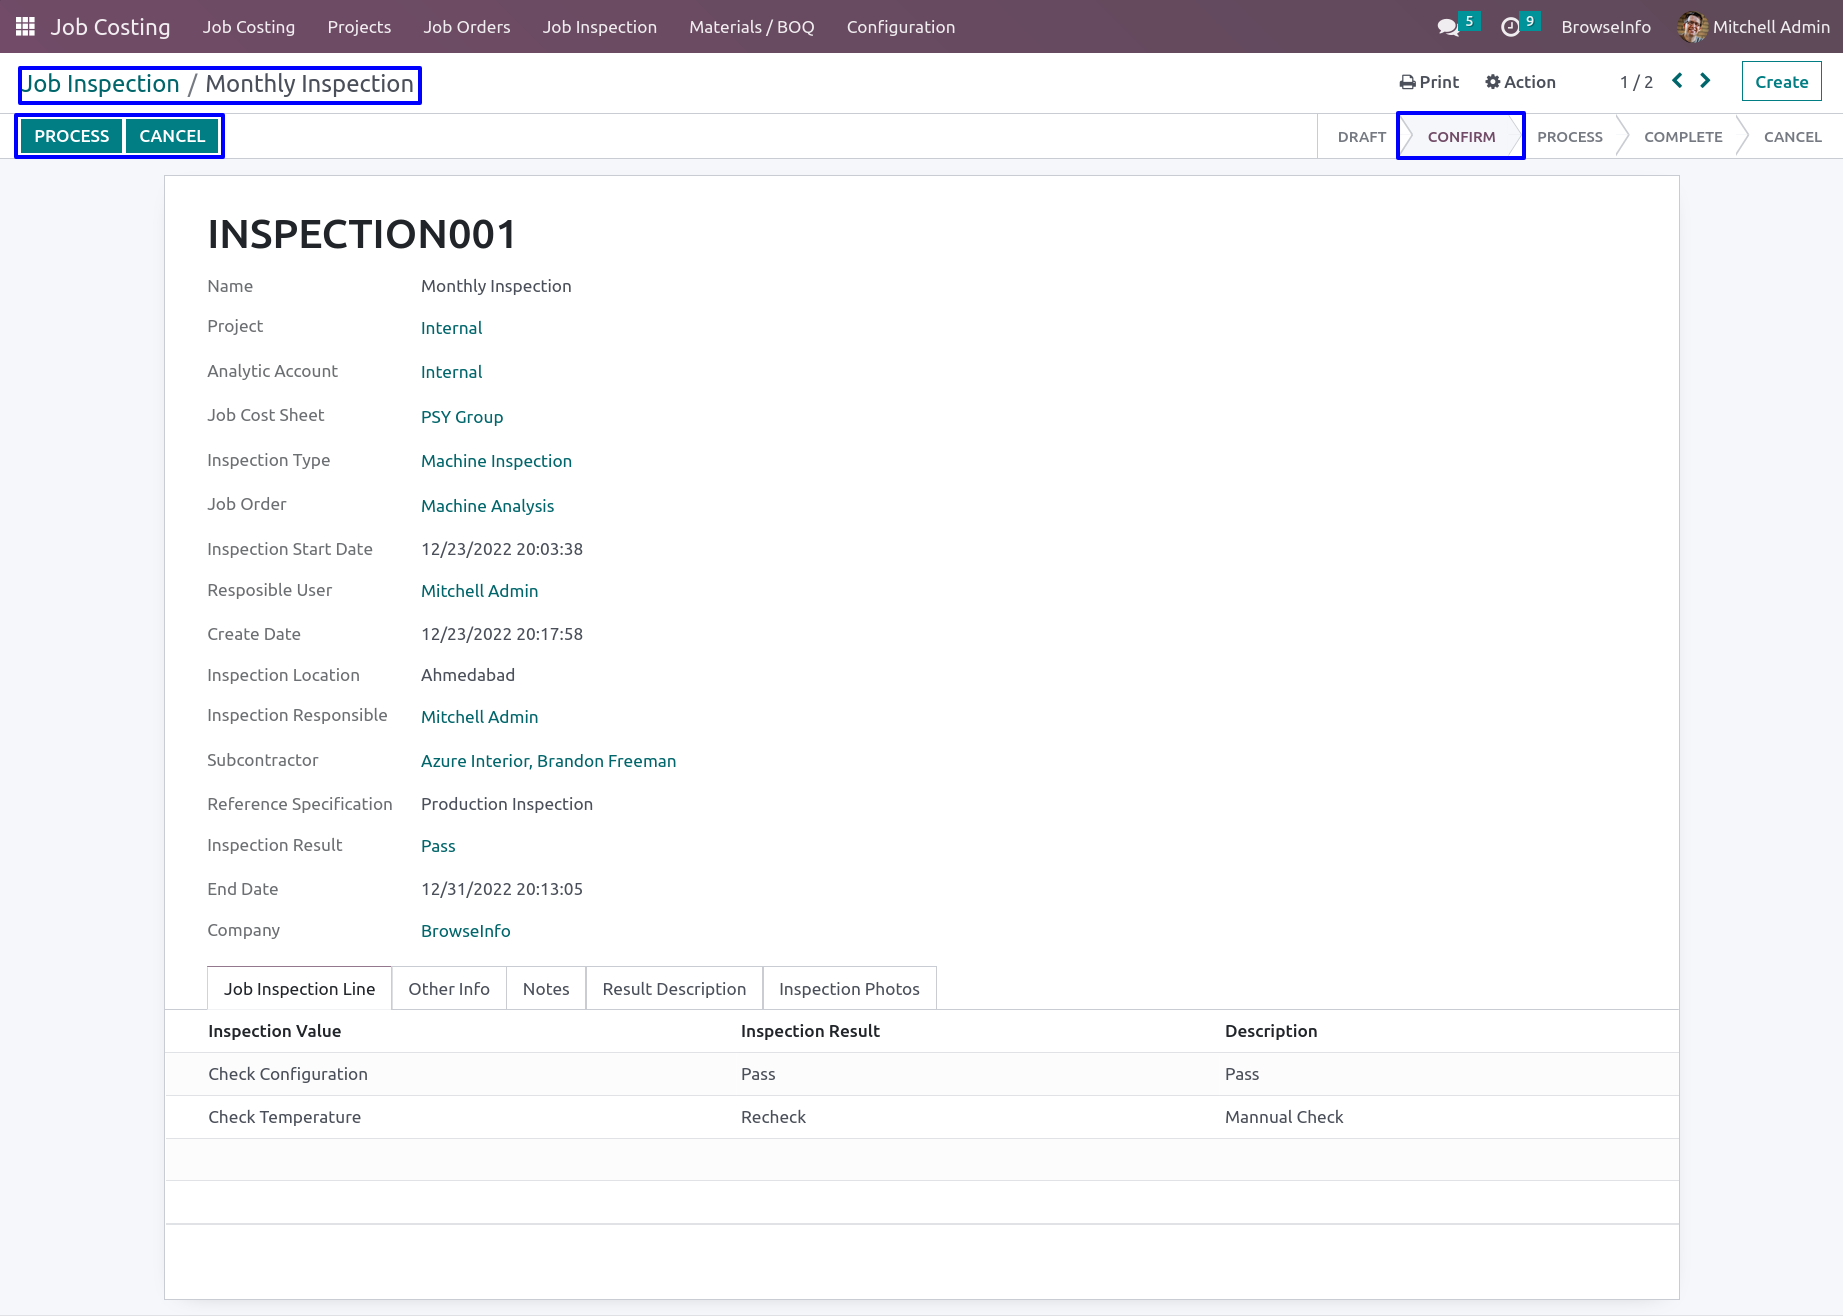 Job Costing Job Costing Projects Job Orders Job Inspection Materials / BOQ Configuration 5 9 BrowseInfo Mitchell Admin
Job Inspection / Monthly Inspection Print Action 1 / 2 Create
PROCESS CANCEL DRAFT CONFIRM PROCESS COMPLETE CANCEL
INSPECTION001
Name Monthly Inspection
Project Internal
Analytic Account Internal
Job Cost Sheet PSY Group
Inspection Type Machine Inspection
Job Order Machine Analysis
Inspection Start Date 12/23/2022 20:03:38
Resposible User Mitchell Admin
Create Date 12/23/2022 20:17:58
Inspection Location Ahmedabad
Inspection Responsible Mitchell Admin
Subcontractor Azure Interior, Brandon Freeman
Reference Specification Production Inspection
Inspection Result Pass
End Date 12/31/2022 20:13:05
Company BrowseInfo
Job Inspection Line Other Info Notes Result Description Inspection Photos
Inspection Value Inspection Result Description
Check Configuration Pass Pass
Check Temperature Recheck Mannual Check